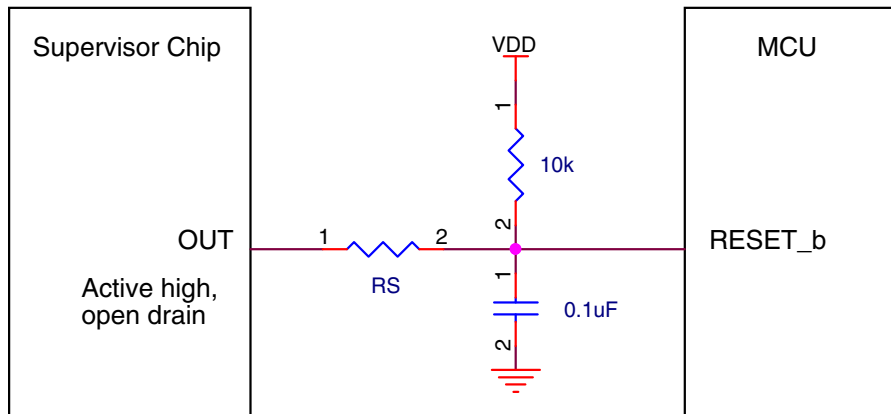 Supervisor Chip
VDD
MCU
1
10k
2
OUT
1
2
RESET_b
RS
1
0.1uF
2
Active high,
open drain